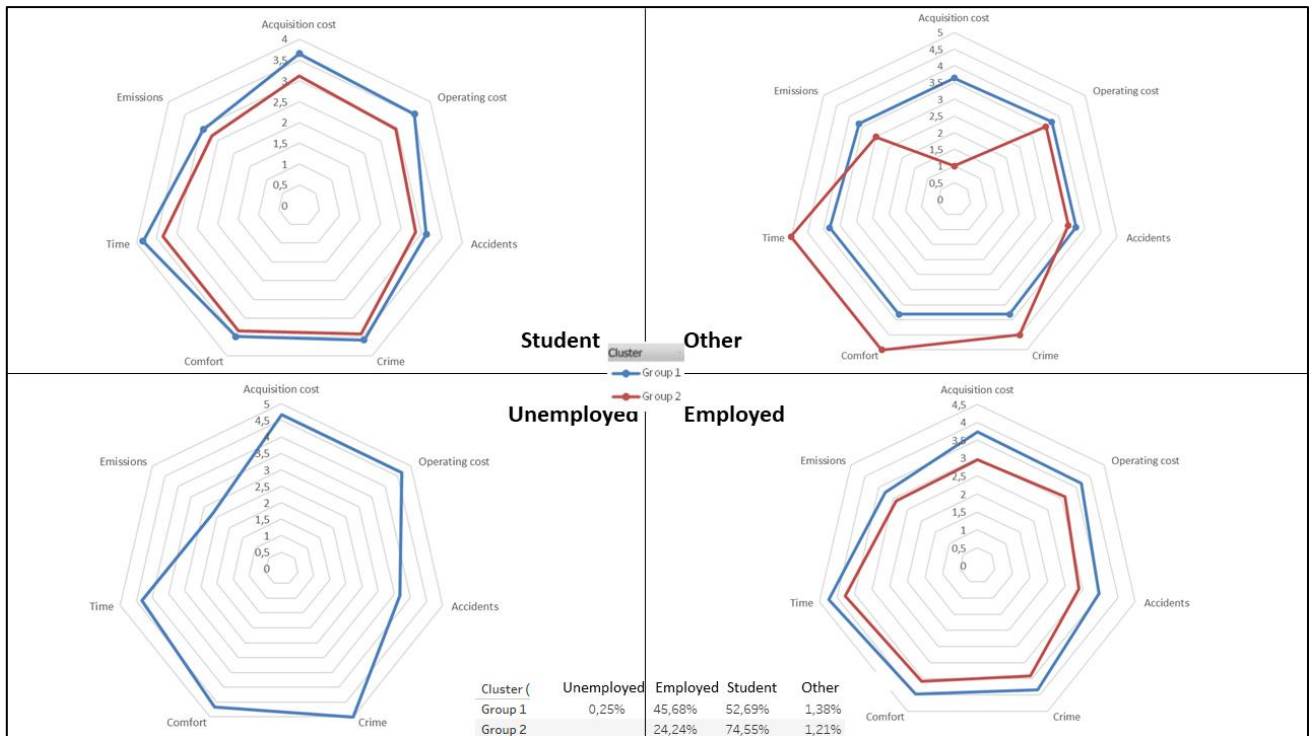 Acquisition cost
4
3,5
3
2,5
2
1,5
1
0,5
0
Operating cost
Accidents
Crime
Comfort
Time
Emissions
Student
Acquisition cost
5
4,5
4
3,5
3
2,5
2
1,5
1
0,5
0
Operating cost
Accidents
Crime
Comfort
Time
Emissions
Other
Cluster
Group 1
Group 2
Acquisition cost
5
4,5
4
3,5
3
2,5
2
1,5
1
0,5
0
Operating cost
Accidents
Crime
Comfort
Time
Emissions
Unemployed
Acquisition cost
4,5
4
3,5
3
2,5
2
1,5
1
0,5
0
Operating cost
Accidents
Crime
Comfort
Time
Emissions
Employed
Cluster ( Unemployed Employed Student Other
Group 1 0,25% 45,68% 52,69% 1,38%
Group 2 24,24% 74,55% 1,21%